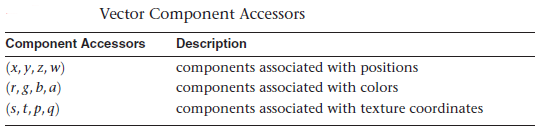 Vector Component Accessors
Component Accessors Description
(x, y, z, w) components associated with positions
(r, g, b, a) components associated with colors
(s, t, p, q) components associated with texture coordinates